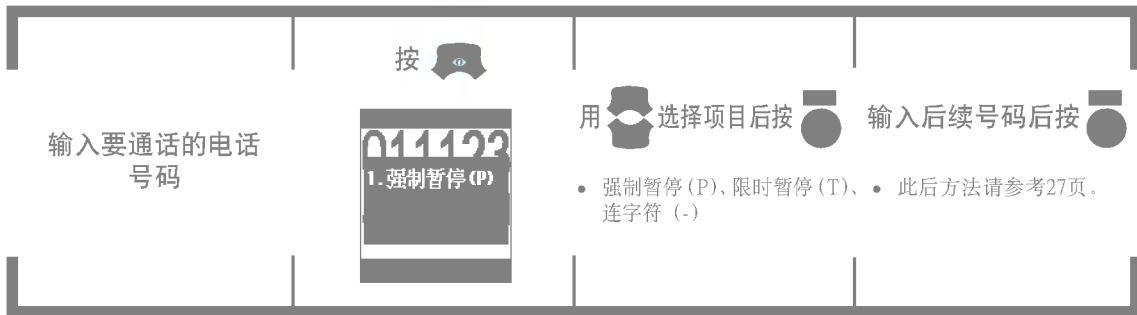 输入要通话的电话
号码
按
011123
1.强制暂停(P)
用 选择项目后按
• 强制暂停(P)、限时暂停(T)、
连字符 (-)
输入后续号码后按
• 此后方法请参考27页。